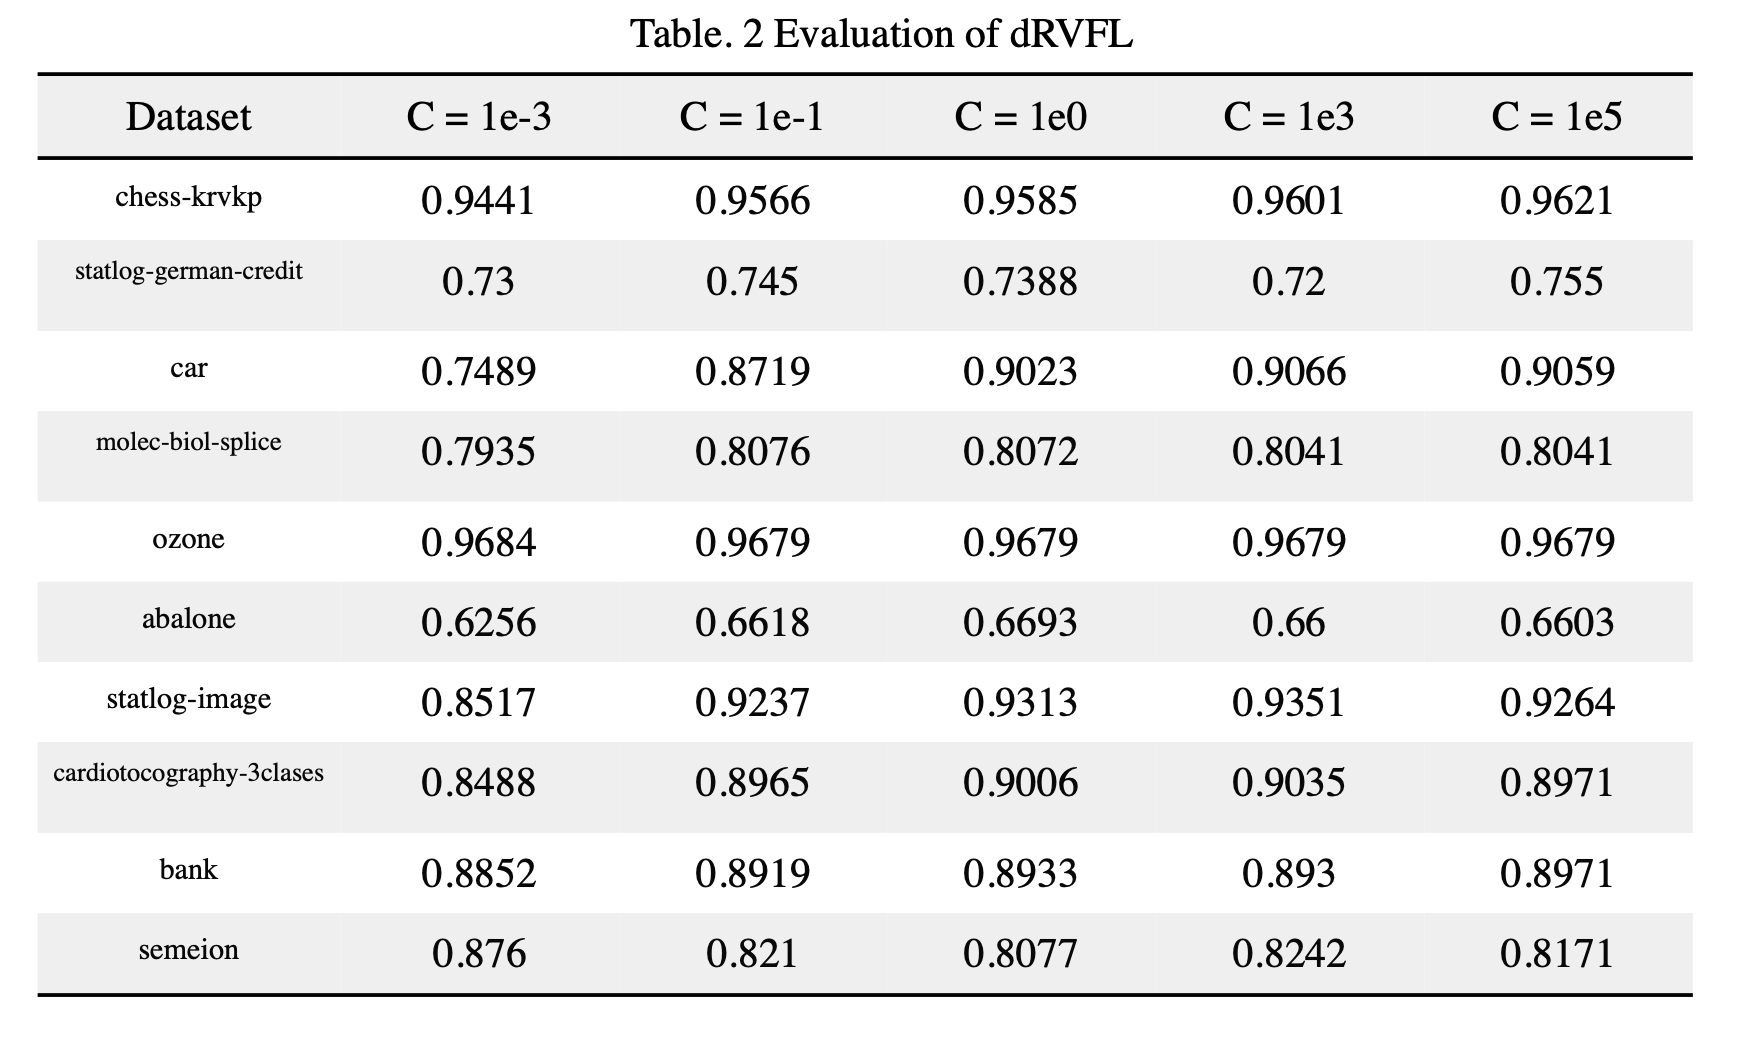 Table. 2 Evaluation of dRVFL
Dataset C = 1e-3 C = 1e-1 C = 1e0 C = 1e3 C = 1e5
chess-krvkp 0.9441 0.9566 0.9585 0.9601 0.9621
statlog-german-credit 0.73 0.745 0.7388 0.72 0.755
car 0.7489 0.8719 0.9023 0.9066 0.9059
molec-biol-splice 0.7935 0.8076 0.8072 0.8041 0.8041
ozone 0.9684 0.9679 0.9679 0.9679 0.9679
abalone 0.6256 0.6618 0.6693 0.66 0.6603
statlog-image 0.8517 0.9237 0.9313 0.9351 0.9264
cardiotocography-3clases 0.8488 0.8965 0.9006 0.9035 0.8971
bank 0.8852 0.8919 0.8933 0.893 0.8971
semeion 0.876 0.821 0.8077 0.8242 0.8171